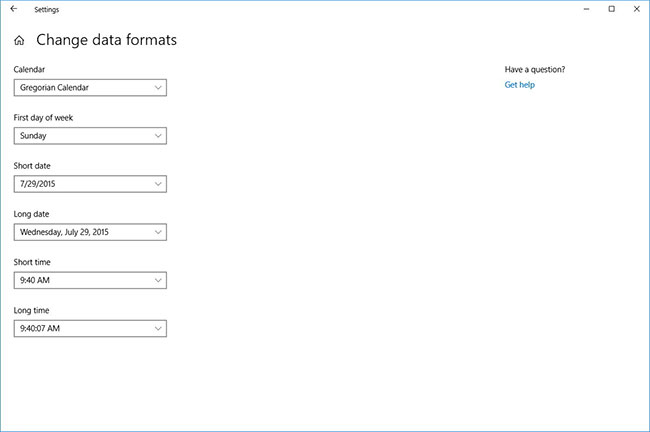 Settings
Change data formats
Calendar
Gregorian Calendar
First day of week
Sunday
Short date
7/29/2015
Long date
Wednesday, July 29, 2015
Short time
9:40 AM
Long time
9:40:07 AM
Have a question?
Get help